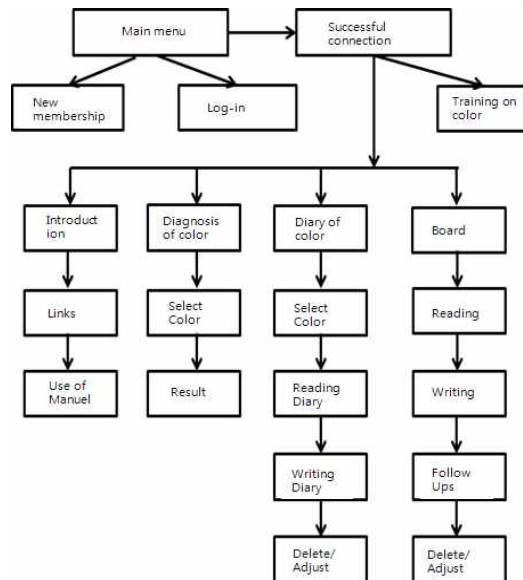 Main menu
Successful
connection
New
membership
Log-in
Training on
color
Introduct
ion
Diagnosis
of color
Diary of
color
Board
Links
Select
Color
Select
Color
Reading
Use of
Manuel
Result
Reading
Diary
Writing
Writing
Diary
Follow
Ups
Delete/
Adjust
Delete/
Adjust